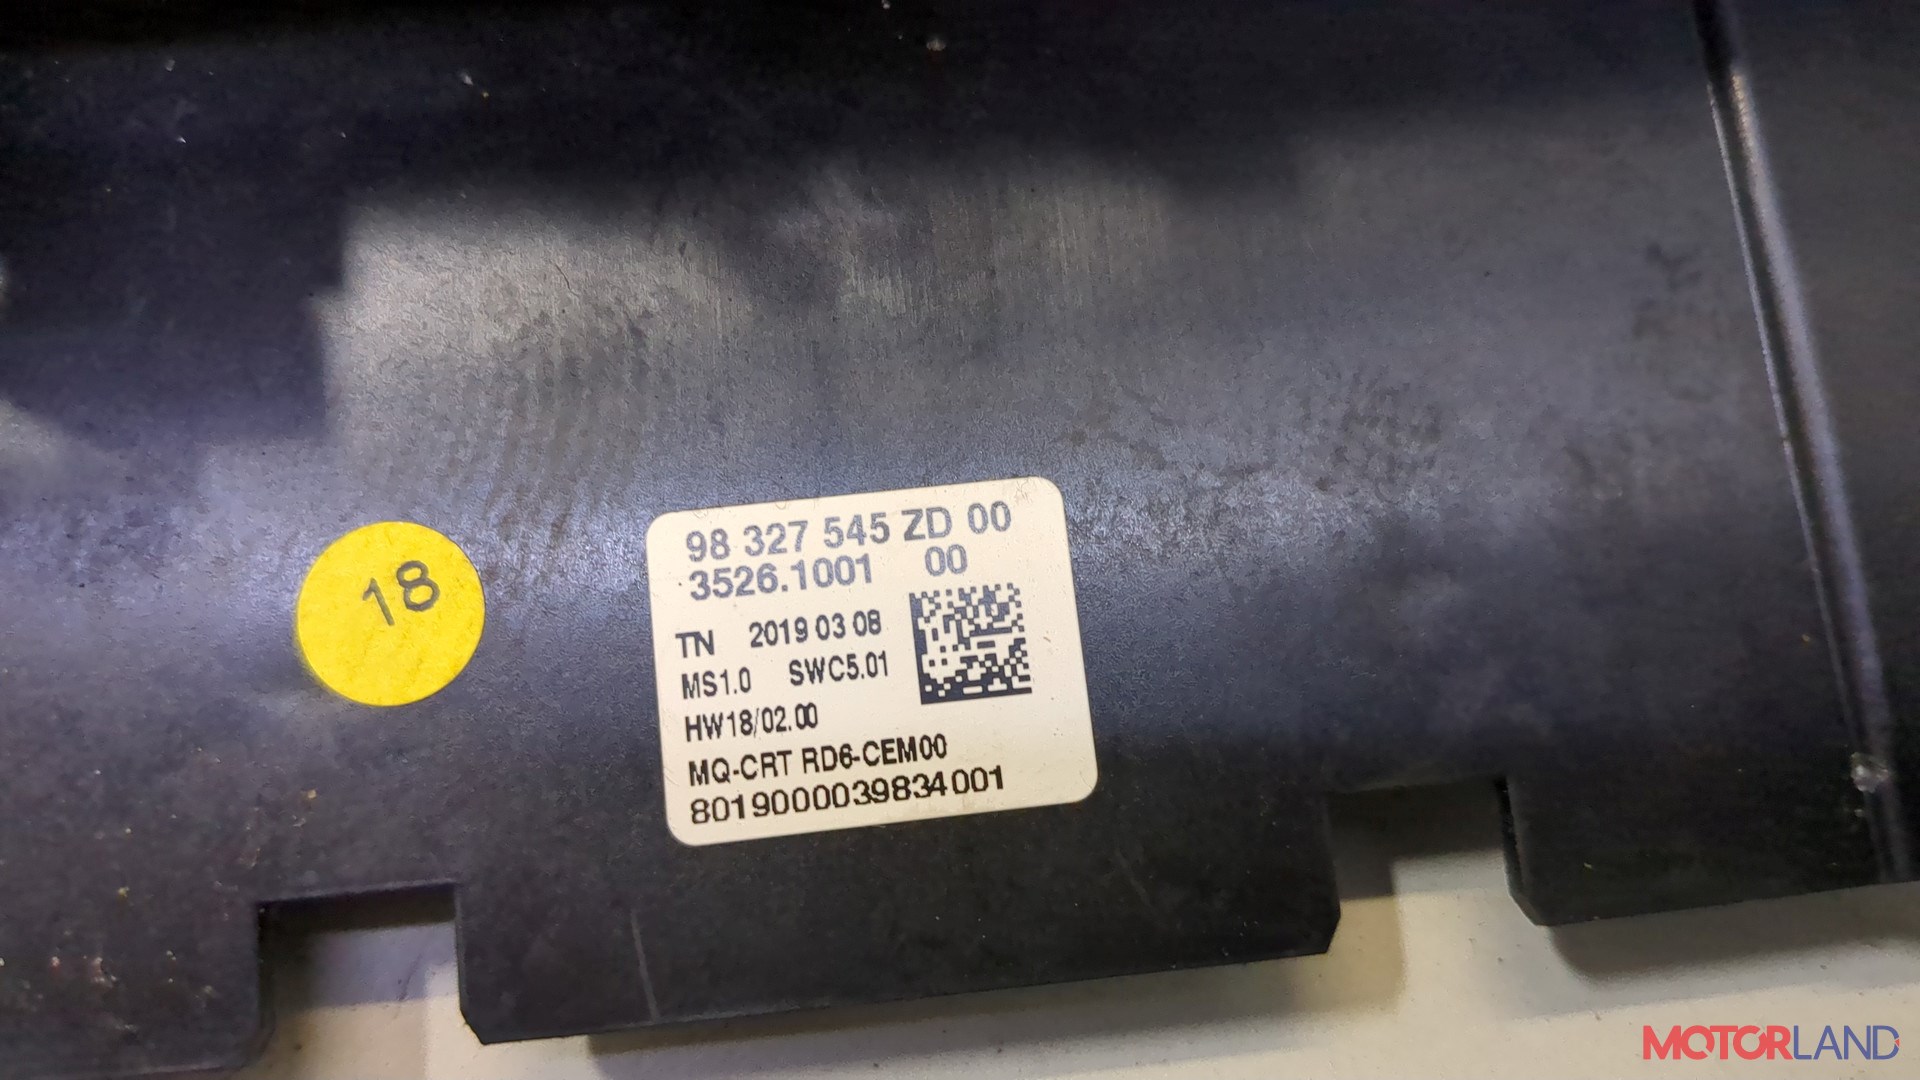 98 327 545 ZD 00
3526.1001 00
TN 2019 03 08
MS1.0 SWC5.01
HW18/02.00
MQ-CRT RD6-CEM00
8019000039834001
18
MOTORLAND